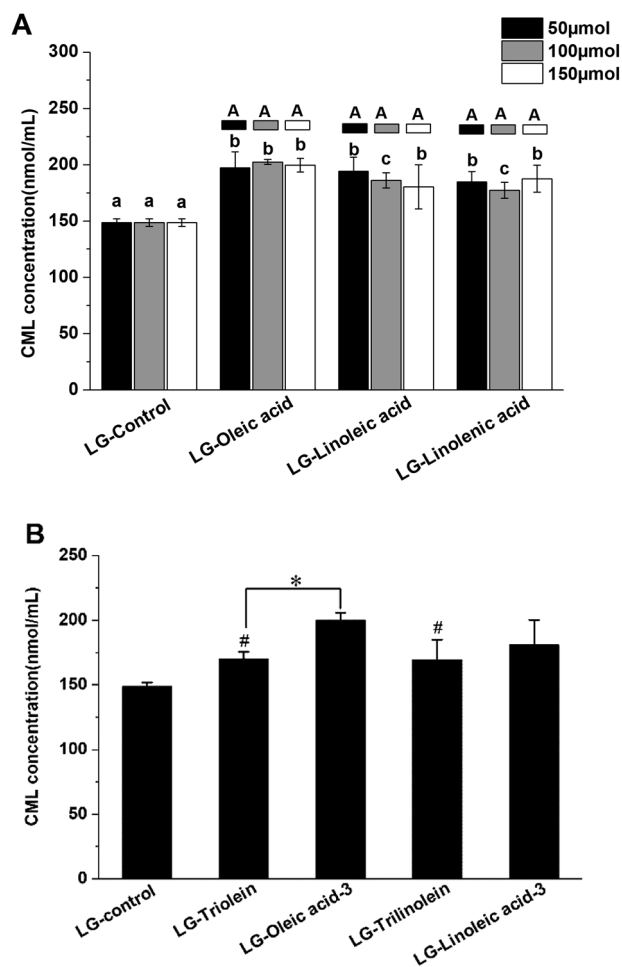 A
50μmol
100μmol
150μmol
CML concentration(nmol/mL)
300
250
200
150
100
50
0
A A A A A A A A A
a a a b b b b c b b c b
LG-Control
LG-Oleic acid
LG-Linoleic acid
LG-Linolenic acid
B
CML concentration(nmol/mL)
250
200
150
100
50
0
*
# #
LG-control
LG-Triolein
LG-Oleic acid-3
LG-Trilinolein
LG-Linoleic acid-3